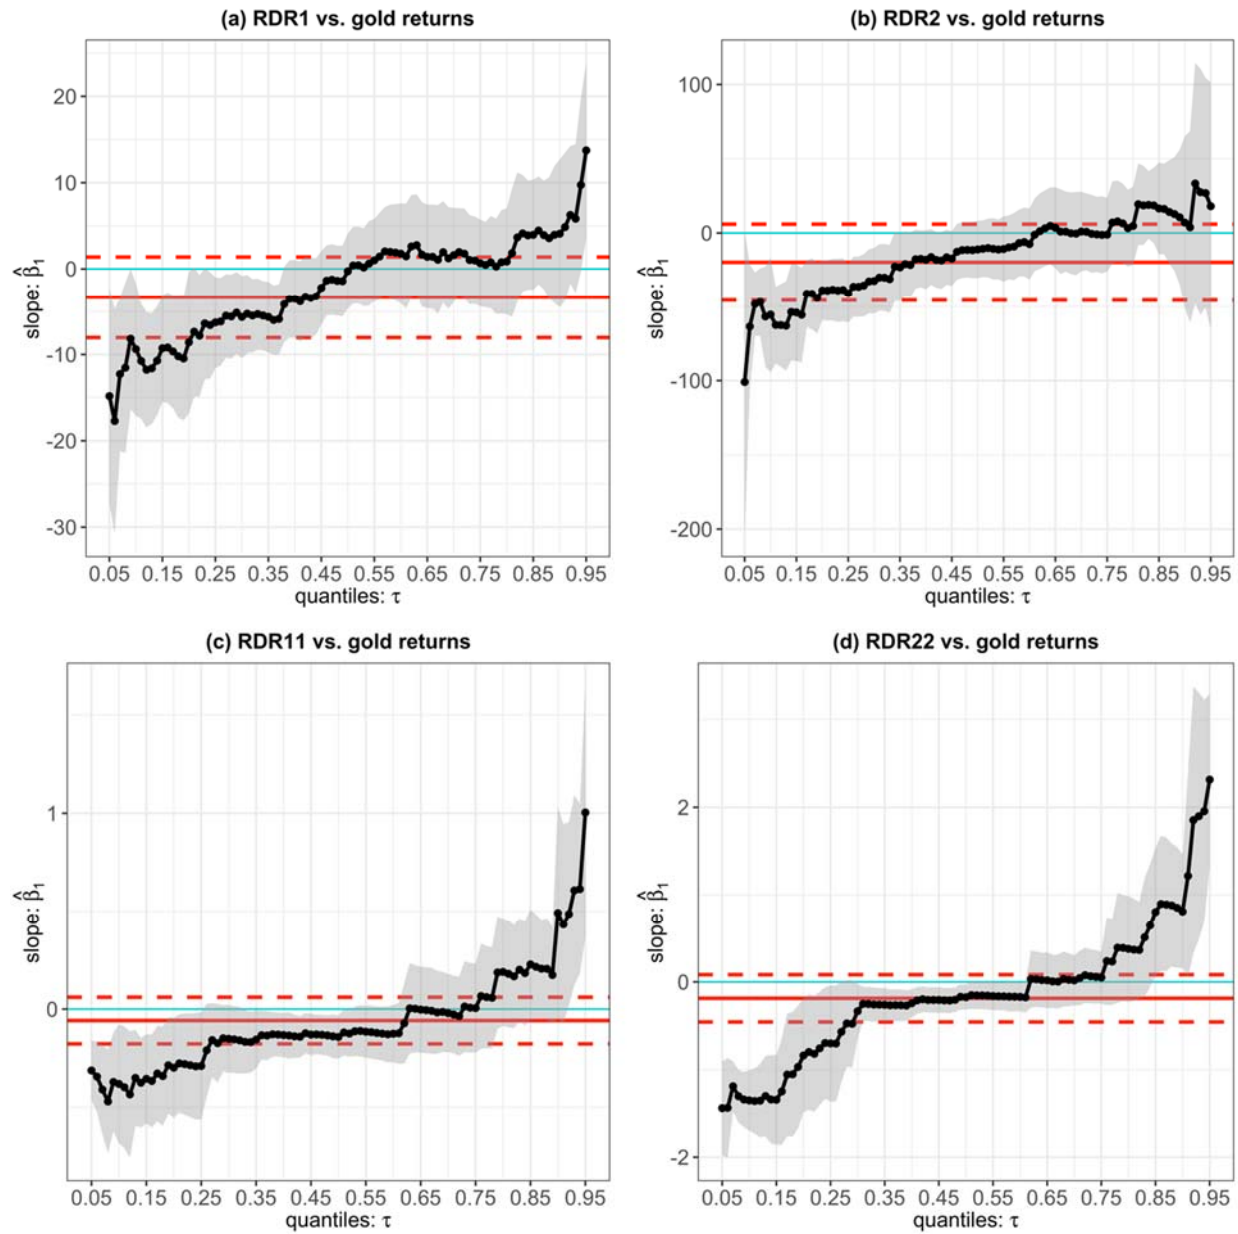 (a) RDR1 vs. gold returns
20
10
0
-10
-20
-30
slope: β̂₁
0.05 0.15 0.25 0.35 0.45 0.55 0.65 0.75 0.85 0.95
quantiles: τ
(b) RDR2 vs. gold returns
100
0
-100
-200
slope: β̂₁
0.05 0.15 0.25 0.35 0.45 0.55 0.65 0.75 0.85 0.95
quantiles: τ
(c) RDR11 vs. gold returns
1
0
slope: β̂₁
0.05 0.15 0.25 0.35 0.45 0.55 0.65 0.75 0.85 0.95
quantiles: τ
(d) RDR22 vs. gold returns
2
0
-2
slope: β̂₁
0.05 0.15 0.25 0.35 0.45 0.55 0.65 0.75 0.85 0.95
quantiles: τ